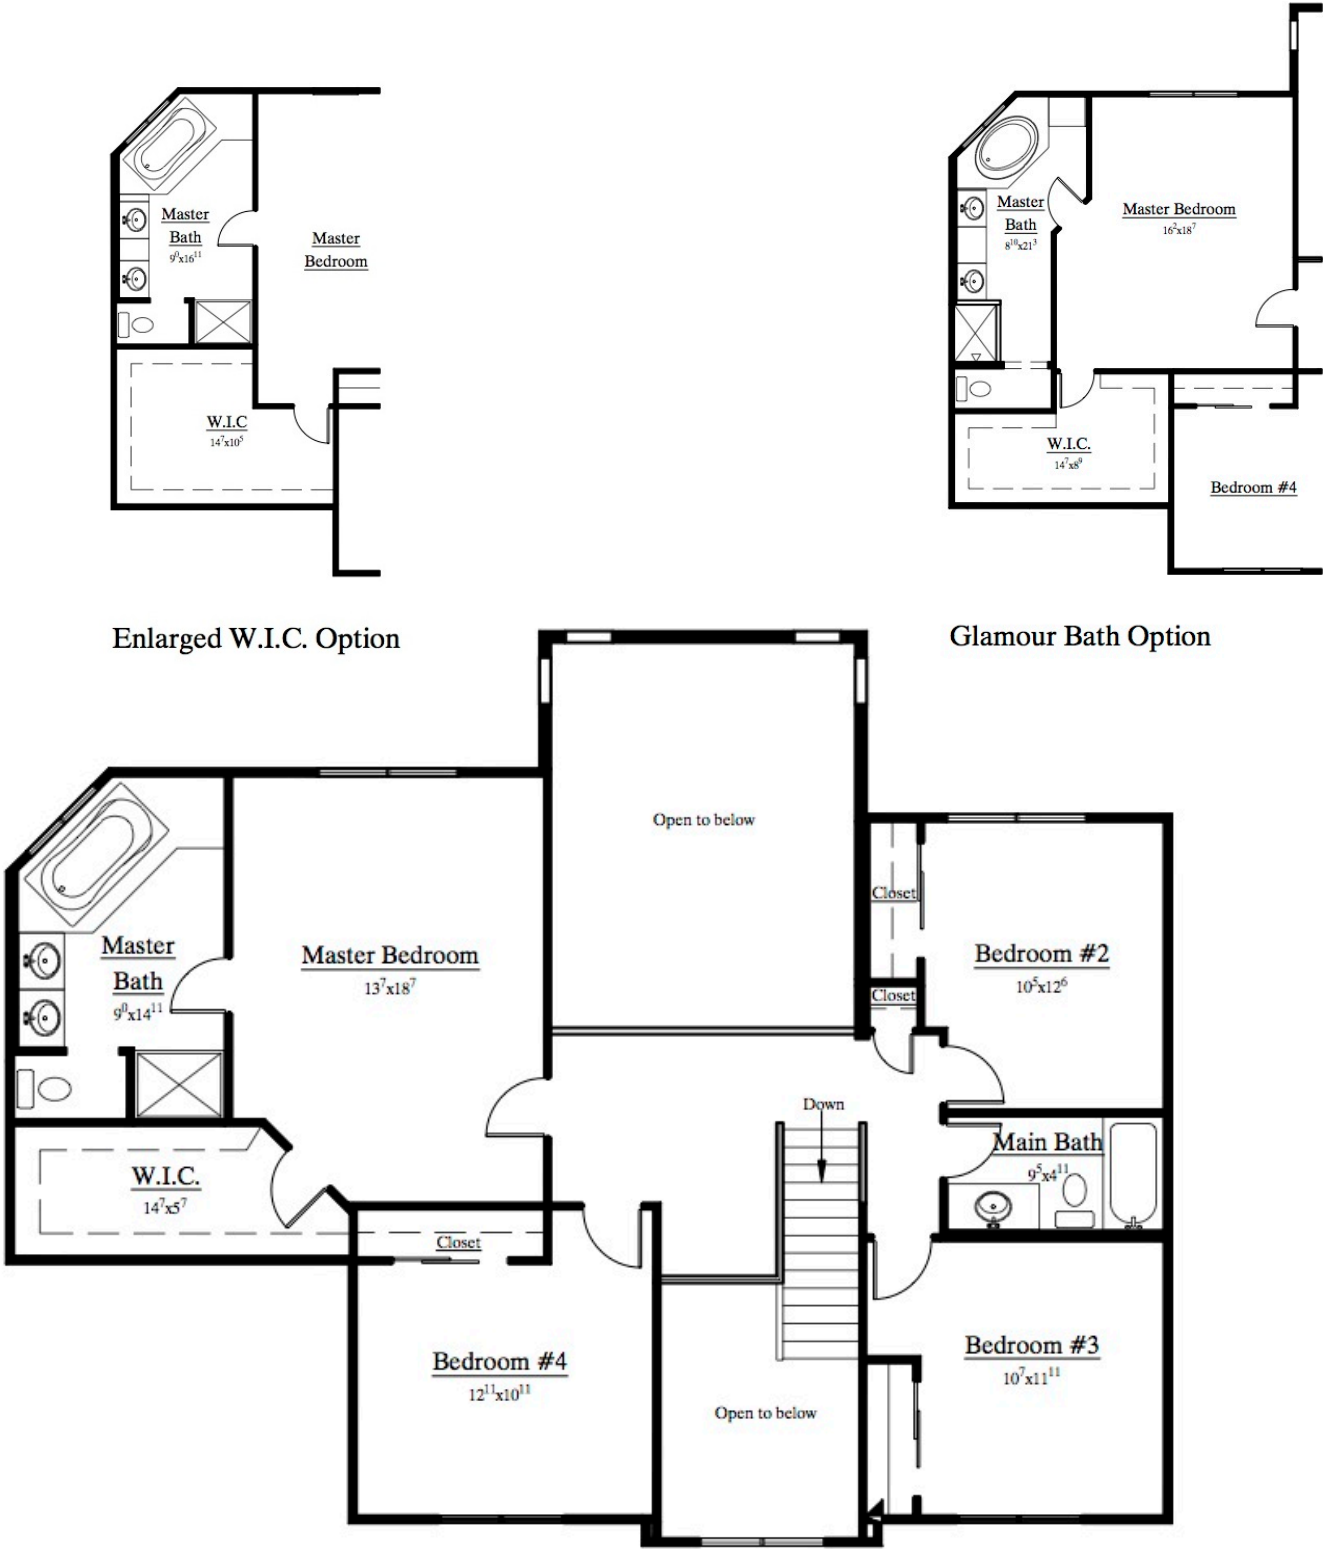 Master
Bath
9⁰x16¹¹
Master
Bedroom
W.I.C
14⁷x10⁵
Enlarged W.I.C. Option
Master
Bath
8¹⁰x21³
Master Bedroom
16²x18⁷
W.I.C.
14⁷x8⁹
Bedroom #4
Glamour Bath Option
Open to below
Closet
Master
Bath
9⁰x14¹¹
Master Bedroom
13⁷x18⁷
Bedroom #2
10⁵x12⁶
Closet
Down
Main Bath
9⁵x4¹¹
W.I.C.
14⁷x5⁷
Closet
Bedroom #4
12¹¹x10¹¹
Bedroom #3
10⁷x11¹¹
Open to below